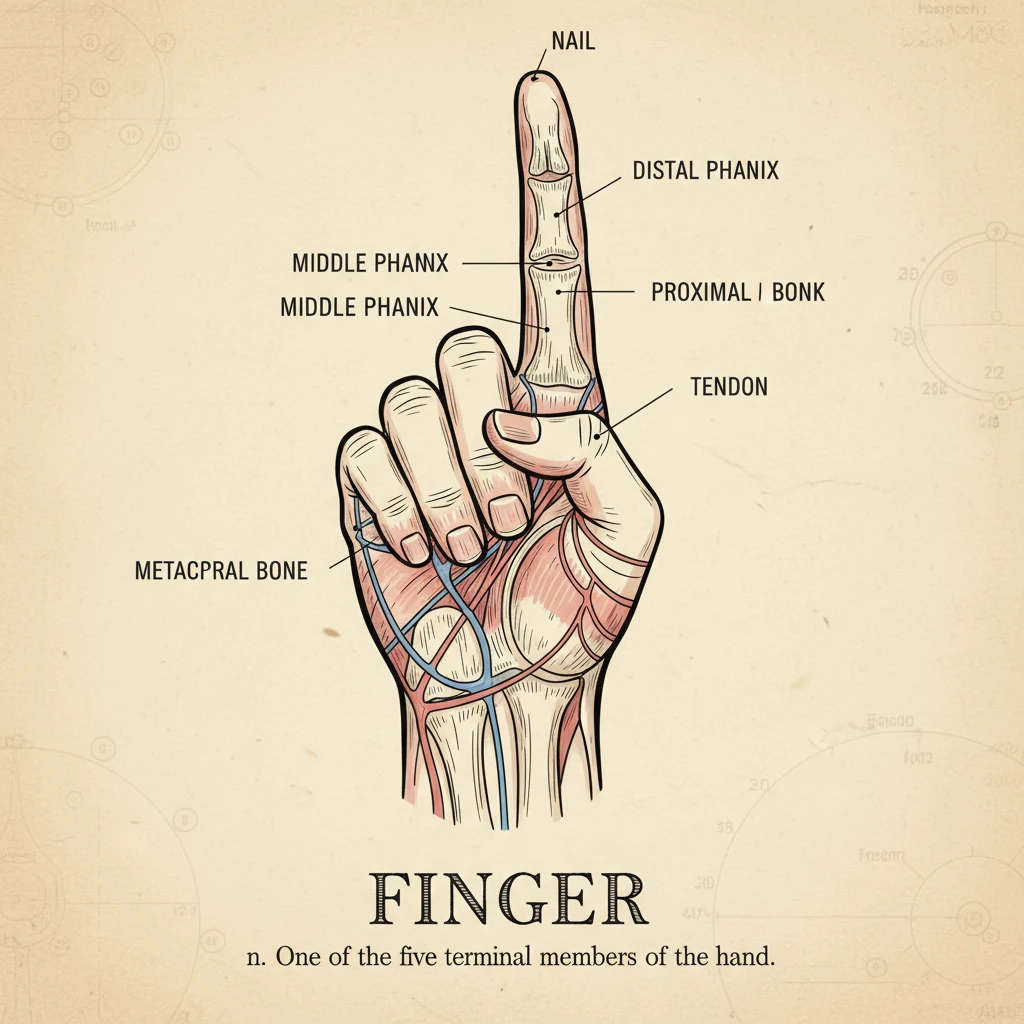 NAIL
DISTAL PHANIX
MIDDLE PHANNX
PROXIMAL / BONK
MIDDLE PHANIX
TENDON
METACPRAL BONE
FINGER
n. One of the five terminal members of the hand.